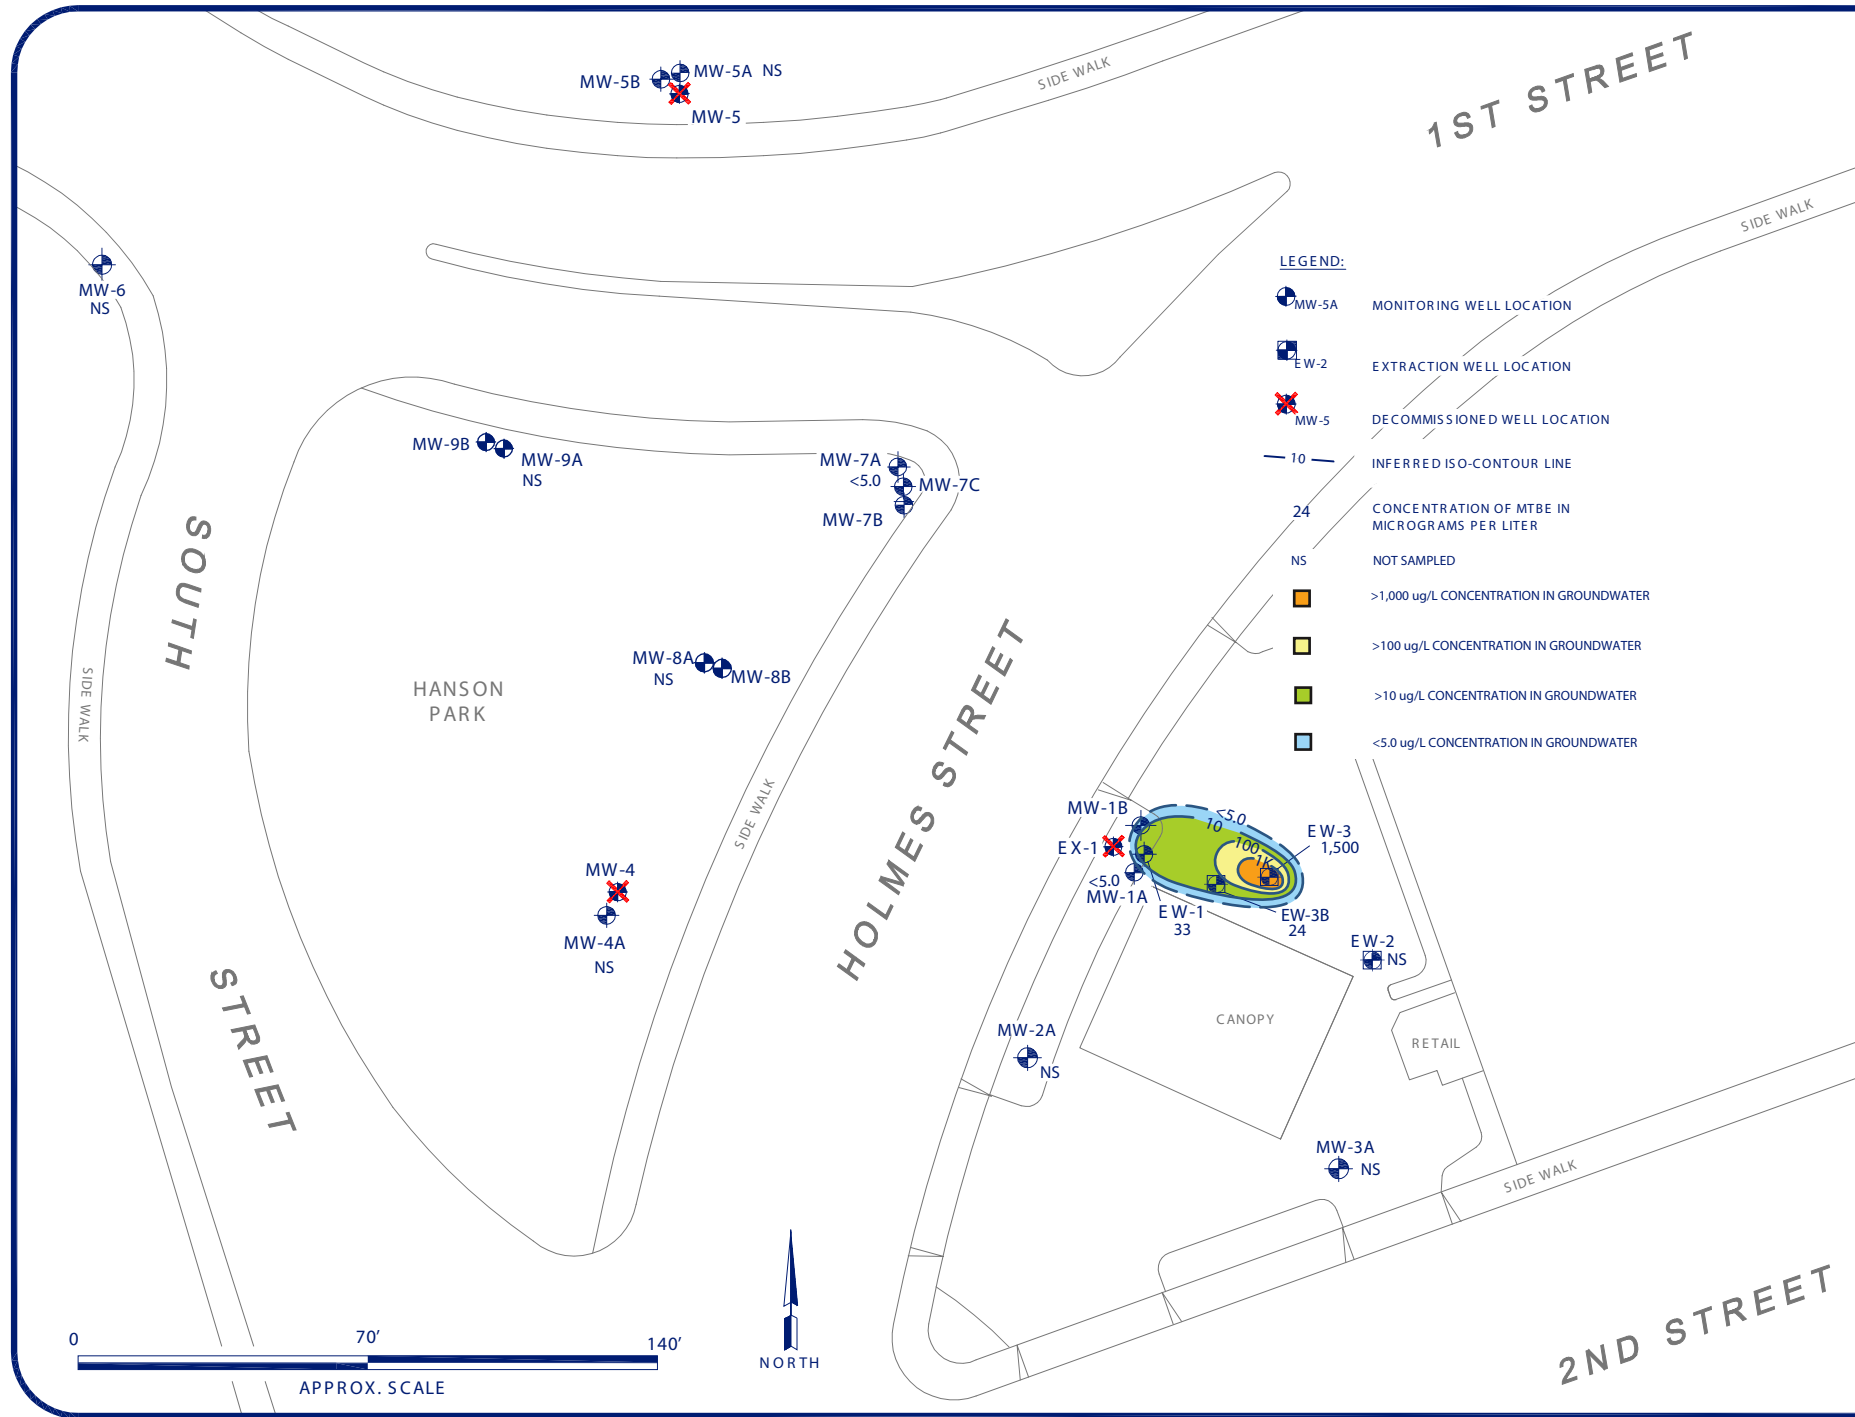 MW-5B
MW-5A NS
MW-5
SIDE WALK
1ST STREET
SIDE WALK
MW-6
NS
LEGEND:
MW-5A MONITORING WELL LOCATION
EW-2 EXTRACTION WELL LOCATION
MW-5 DECOMMISSIONED WELL LOCATION
10 INFERRED ISO-CONTOUR LINE
24 CONCENTRATION OF MTBE IN
MICROGRAMS PER LITER
NS NOT SAMPLED
>1,000 ug/L CONCENTRATION IN GROUNDWATER
>100 ug/L CONCENTRATION IN GROUNDWATER
>10 ug/L CONCENTRATION IN GROUNDWATER
<5.0 ug/L CONCENTRATION IN GROUNDWATER
MW-9B
MW-9A
NS
MW-7A
<5.0
MW-7C
MW-7B
SOUTH
STREET
SIDE WALK
HANSON
PARK
MW-8A
NS
MW-8B
SIDE WALK
HOLMES STREET
MW-4
MW-4A
NS
MW-1B
EX-1
<5.0
MW-1A
<5.0
10
100
1K
EW-3
1,500
EW-1
33
EW-3B
24
EW-2
NS
CANOPY
RETAIL
MW-2A
NS
MW-3A
NS
SIDE WALK
2ND STREET
0 70’ 140’
APPROX. SCALE
NORTH